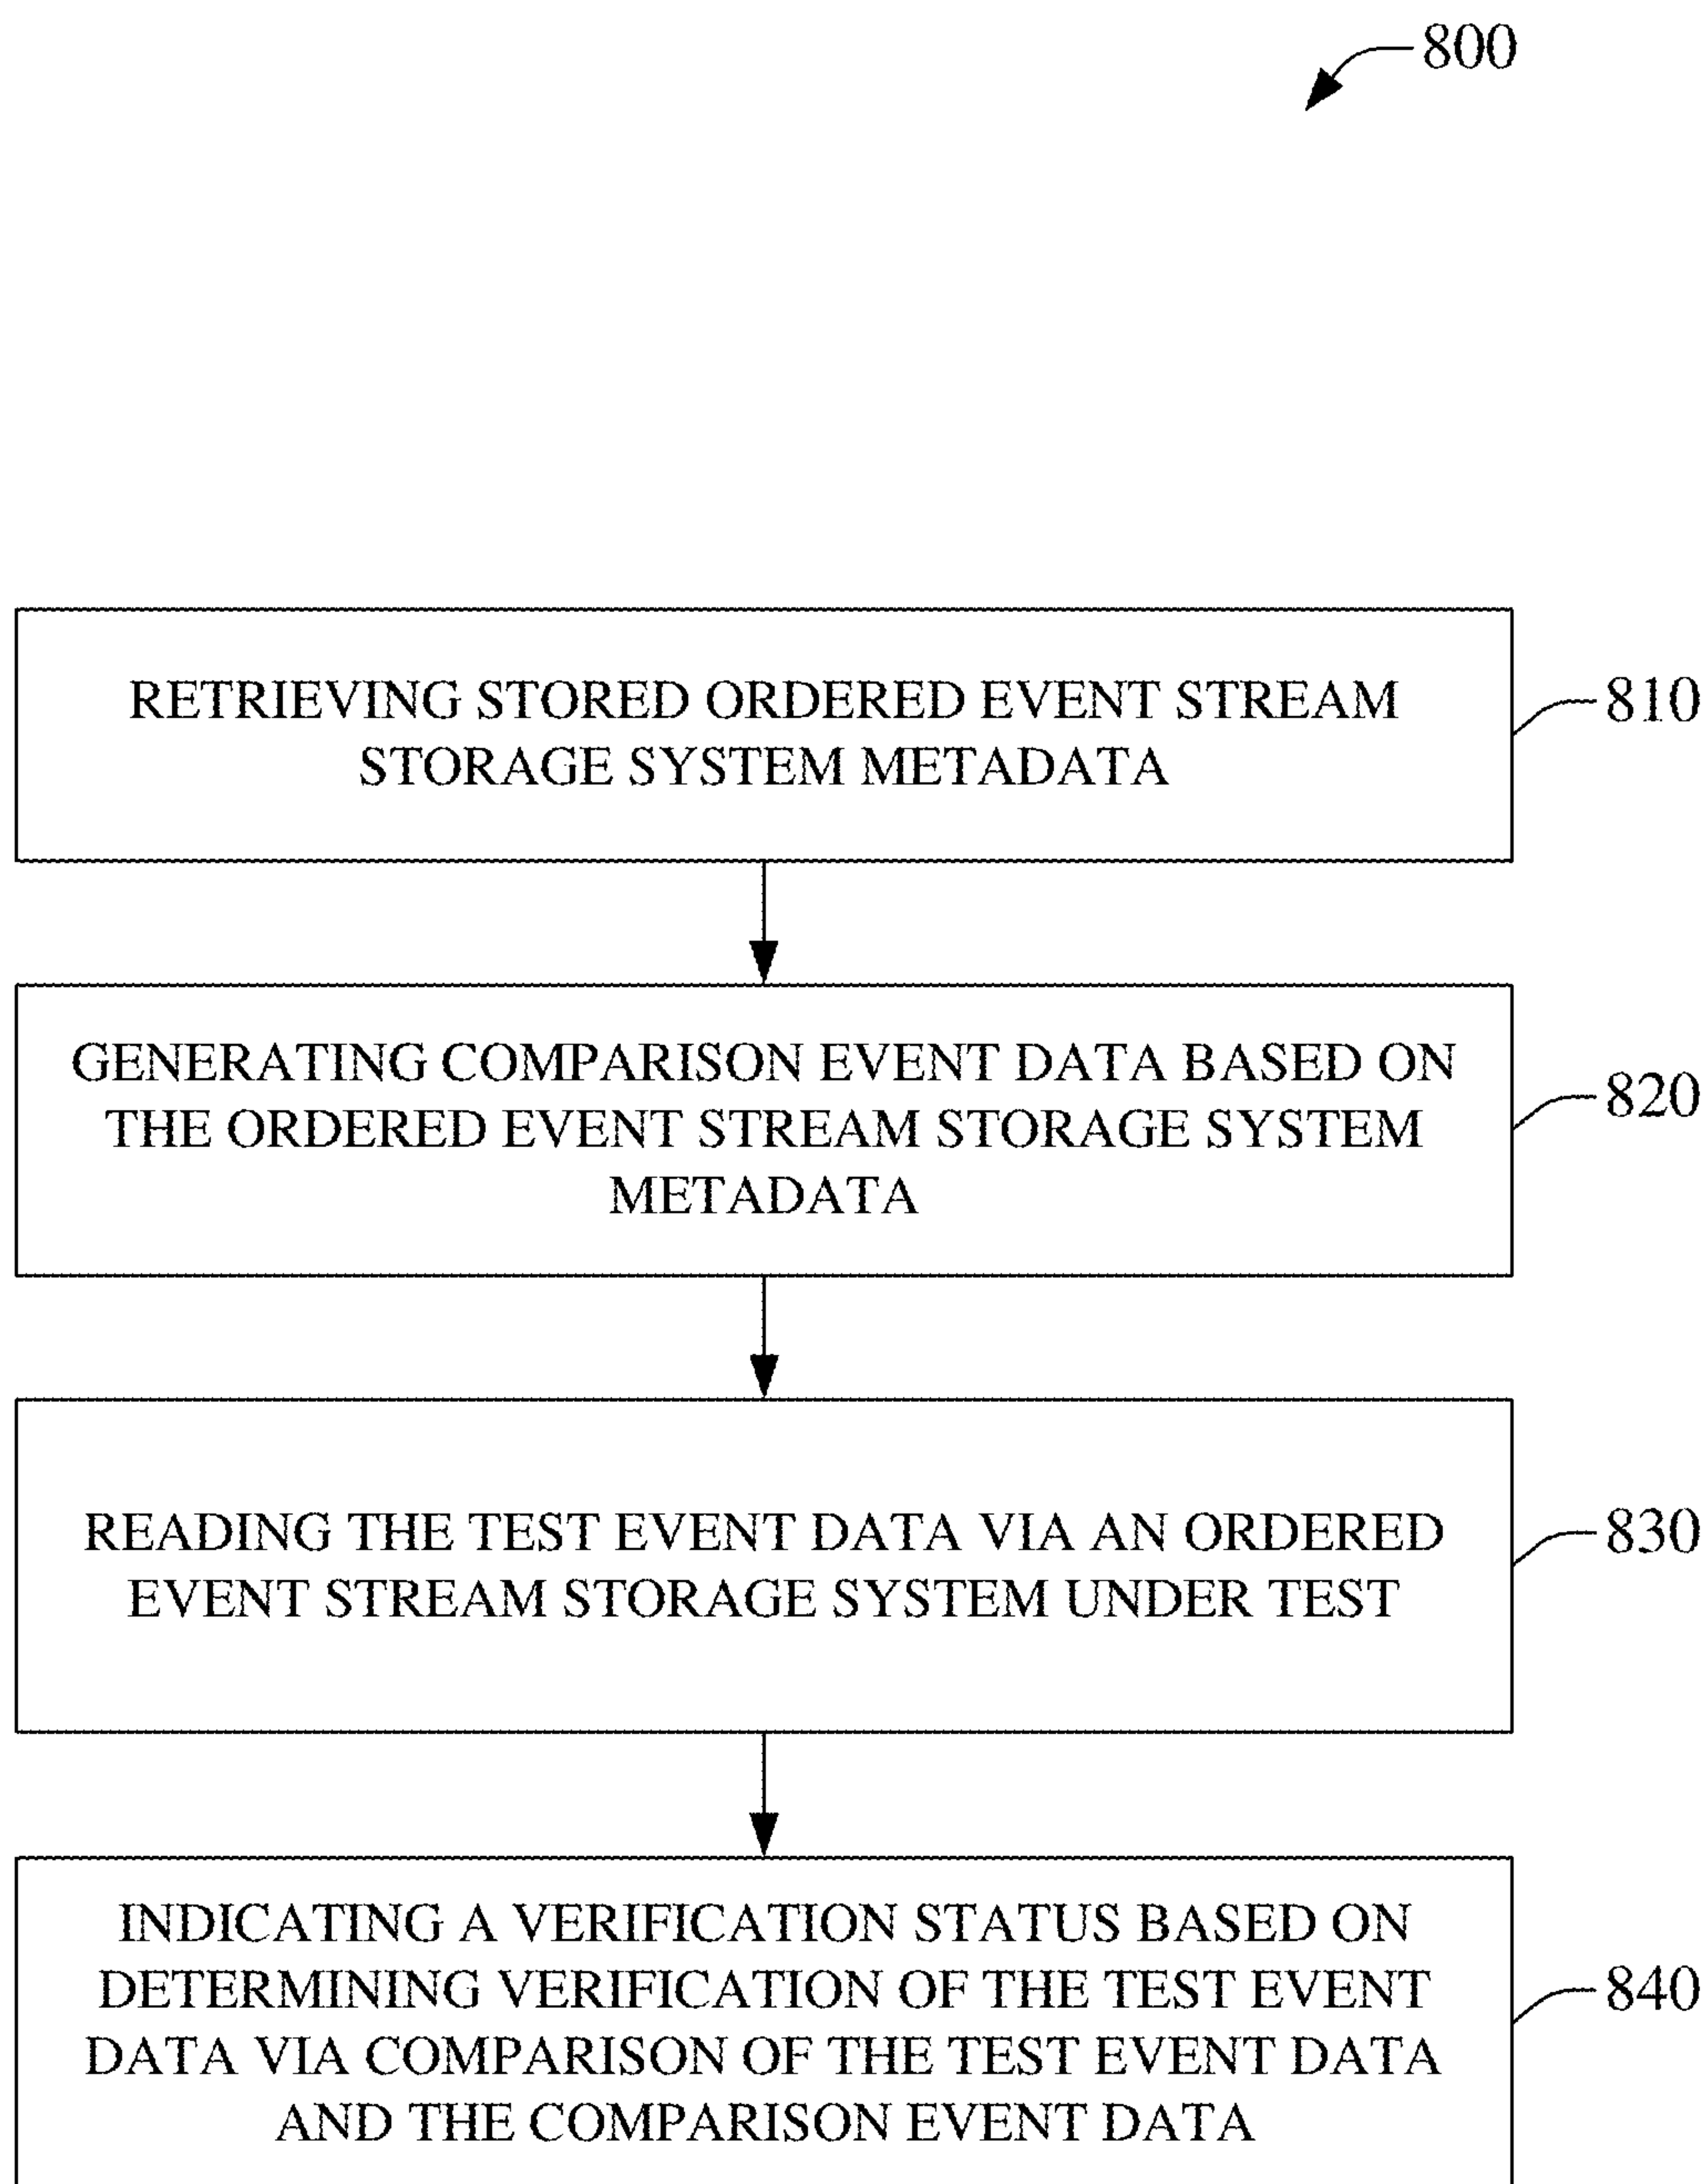 800
RETRIEVING STORED ORDERED EVENT STREAM
STORAGE SYSTEM METADATA
810
GENERATING COMPARISON EVENT DATA BASED ON
THE ORDERED EVENT STREAM STORAGE SYSTEM
METADATA
820
READING THE TEST EVENT DATA VIA AN ORDERED
EVENT STREAM STORAGE SYSTEM UNDER TEST
830
INDICATING A VERIFICATION STATUS BASED ON
DETERMINING VERIFICATION OF THE TEST EVENT
DATA VIA COMPARISON OF THE TEST EVENT DATA
AND THE COMPARISON EVENT DATA
840